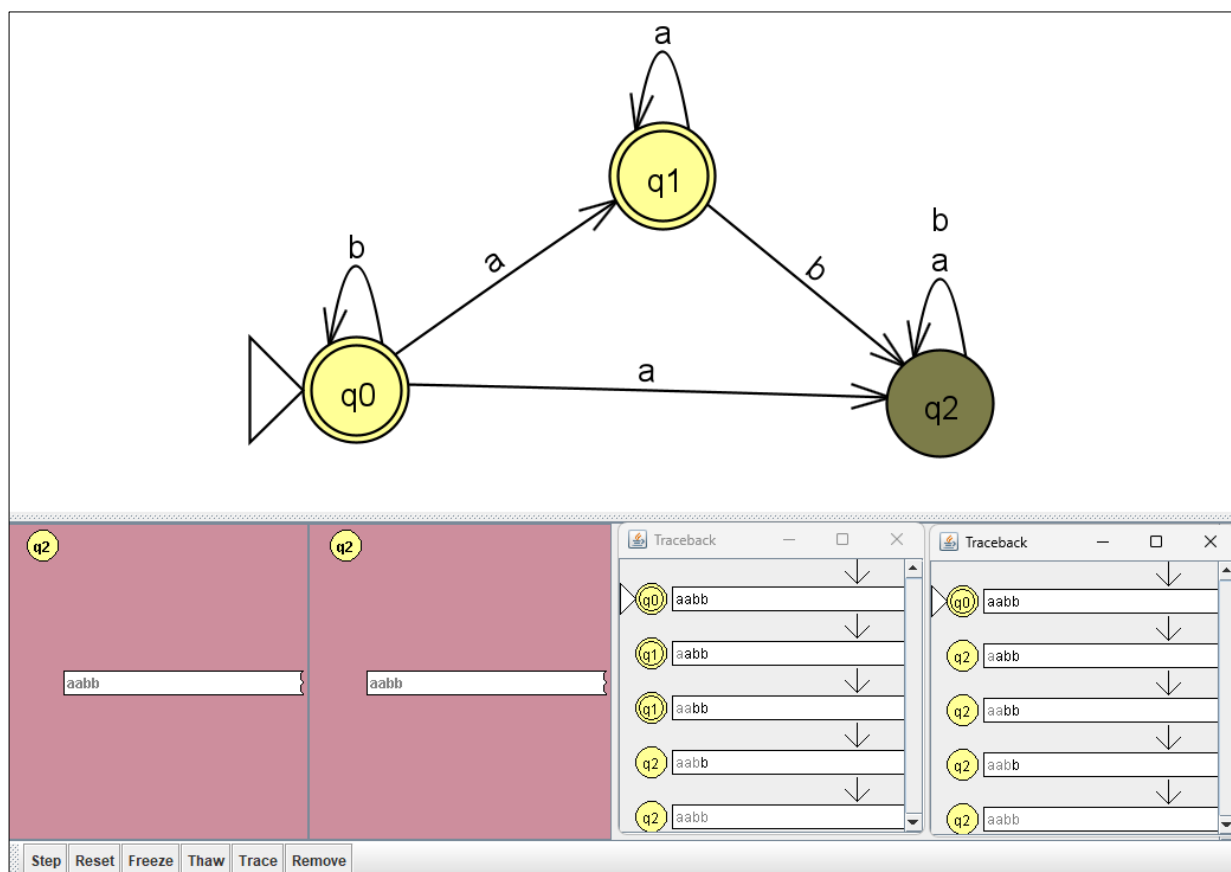 a
q1
b
a
b
b
a
q0
a
q2
q2
aabb
q2
aabb
Traceback
q0 aabb
q1 aabb
q1 aabb
q2 aabb
q2 aabb
Traceback
q0 aabb
q2 aabb
q2 aabb
q2 aabb
q2 aabb
Step Reset Freeze Thaw Trace Remove